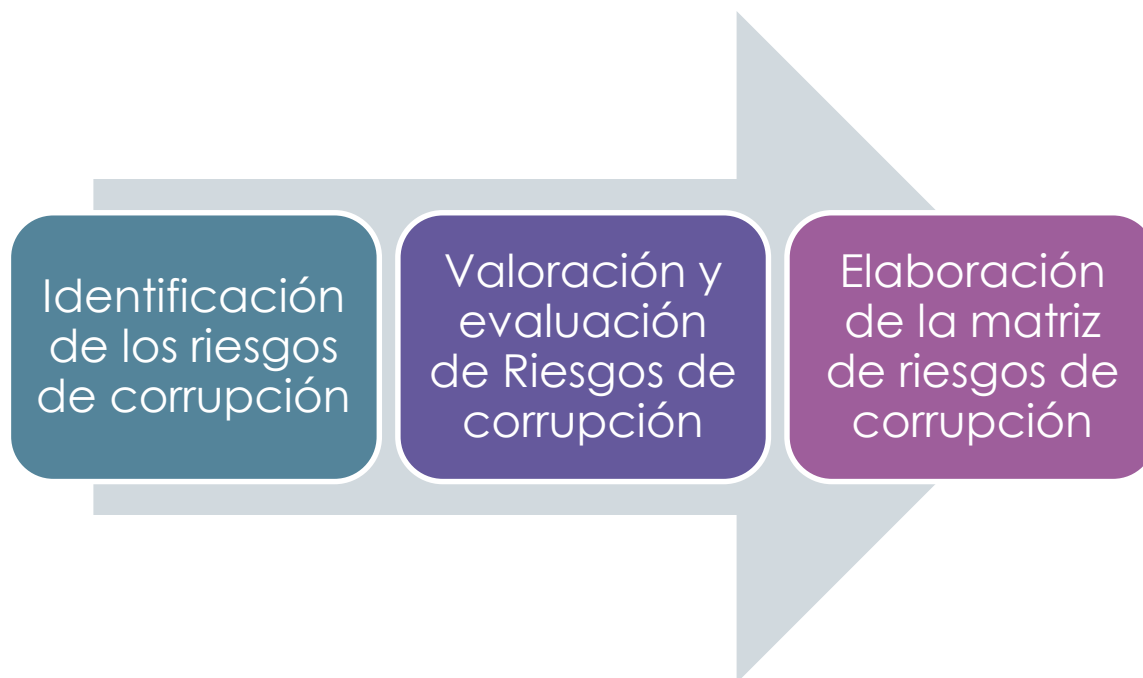 Identificación
de los riesgos
de corrupción
Valoración y
evaluación
de Riesgos de
corrupción
Elaboración
de la matriz
de riesgos de
corrupción